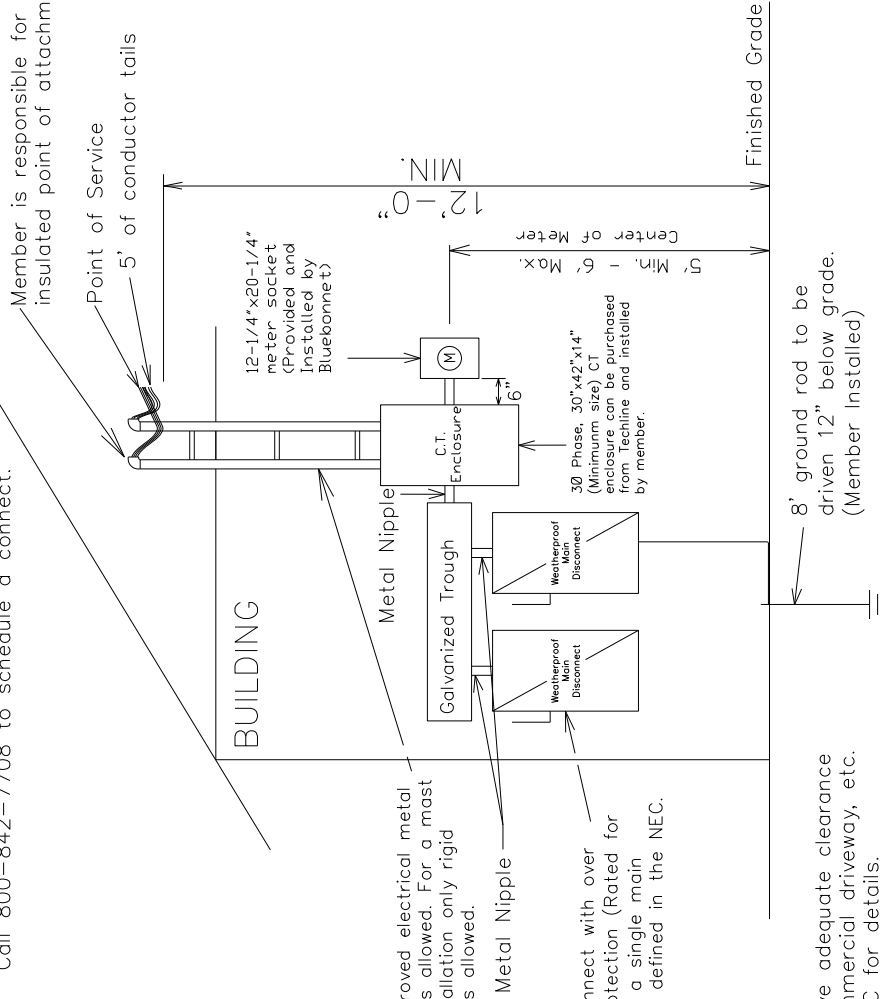 Call 800-842-7708 to schedule a connect.
Member is responsible for
insulated point of attachm
Point of Service
5' of conductor tails
12'-0"
MIN.
5' Min. - 6' Max.
Center of Meter
Finished Grade
12-1/4"x20-1/4"
meter socket
(Provided and
Installed by
Bluebonnet)
M
6"
C.T.
Enclosure
3Ø Phase, 30"x42"x14"
(Minimunm size) CT
enclosure can be purchased
from Techline and installed
by member.
BUILDING
Metal Nipple
Galvanized Trough
Weatherproof
Main
Disconnect
Weatherproof
Main
Disconnect
8' ground rod to be
driven 12" below grade.
(Member Installed)
roved electrical metal
s allowed. For a mast
allation only rigid
s allowed.
Metal Nipple
nnect with over
otection (Rated for
a single main
defined in the NEC.
ve adequate clearance
mmercial driveway, etc.
C for details.